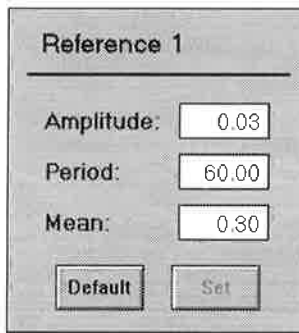 Reference 1
Amplitude: 0.03
Period: 60.00
Mean: 0.30
Default Set